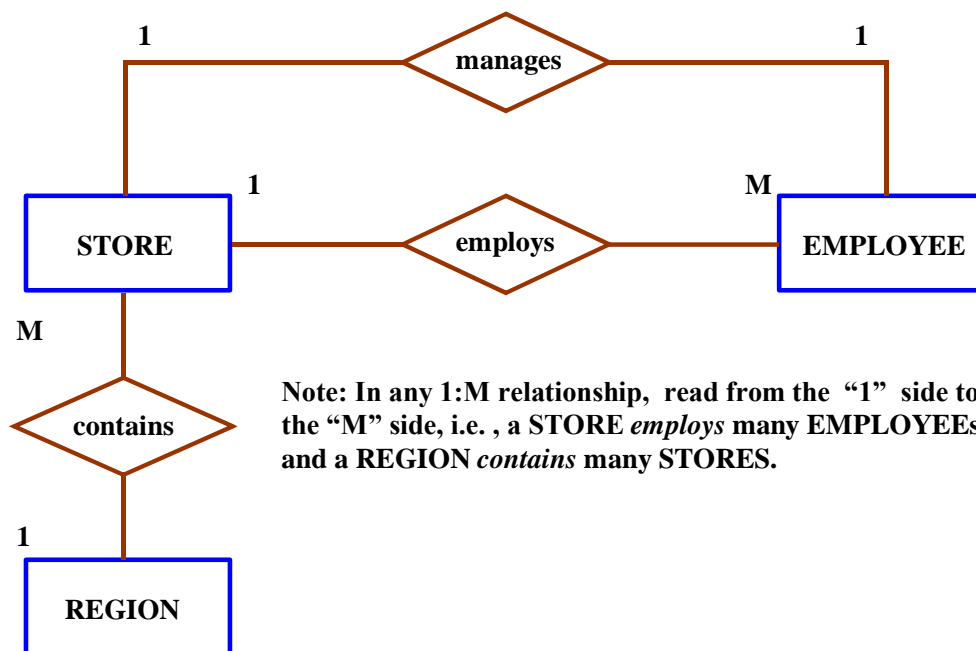 1
manages
1
1
M
STORE
employs
EMPLOYEE
M
contains
Note: In any 1:M relationship, read from the “1” side to
the “M” side, i.e. , a STORE employs many EMPLOYEEs
and a REGION contains many STORES.
1
REGION